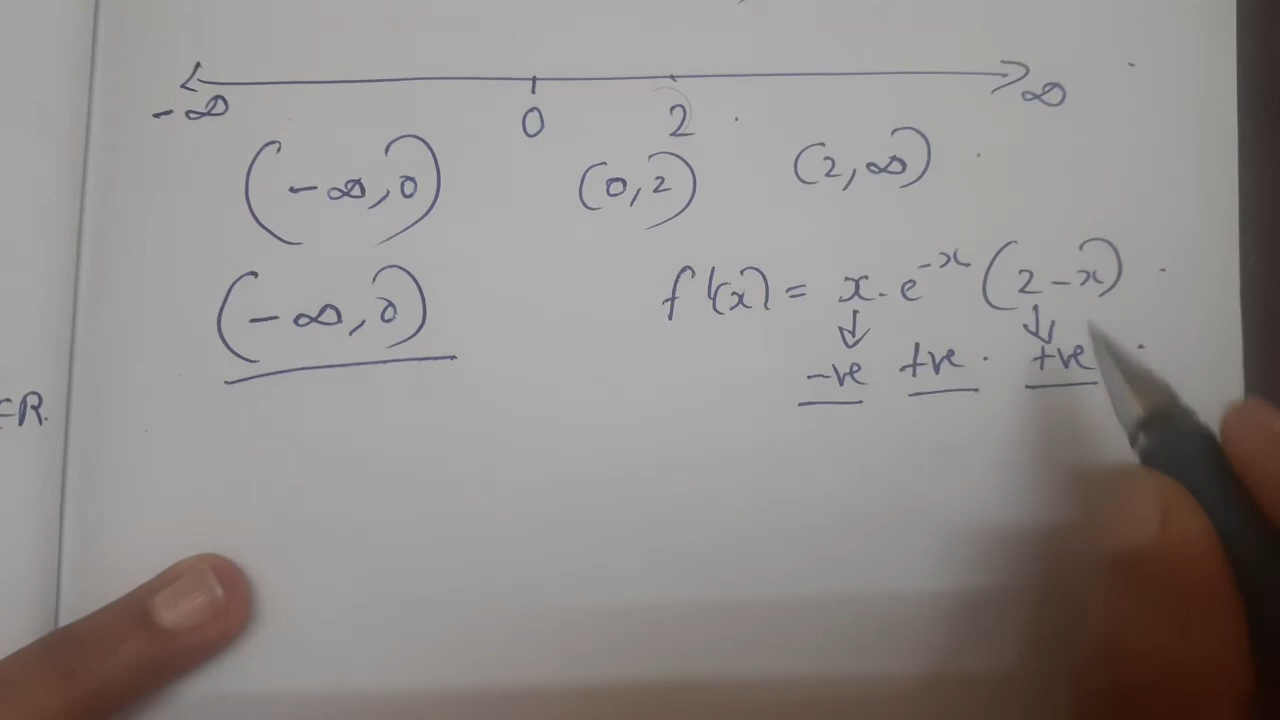 -∞ 0 2 ∞
(-∞,0) (0,2) (2,∞)
(-∞,0) f'(x) = x·e^{-x}(2-x)
-ve +ve · +ve
∈R.